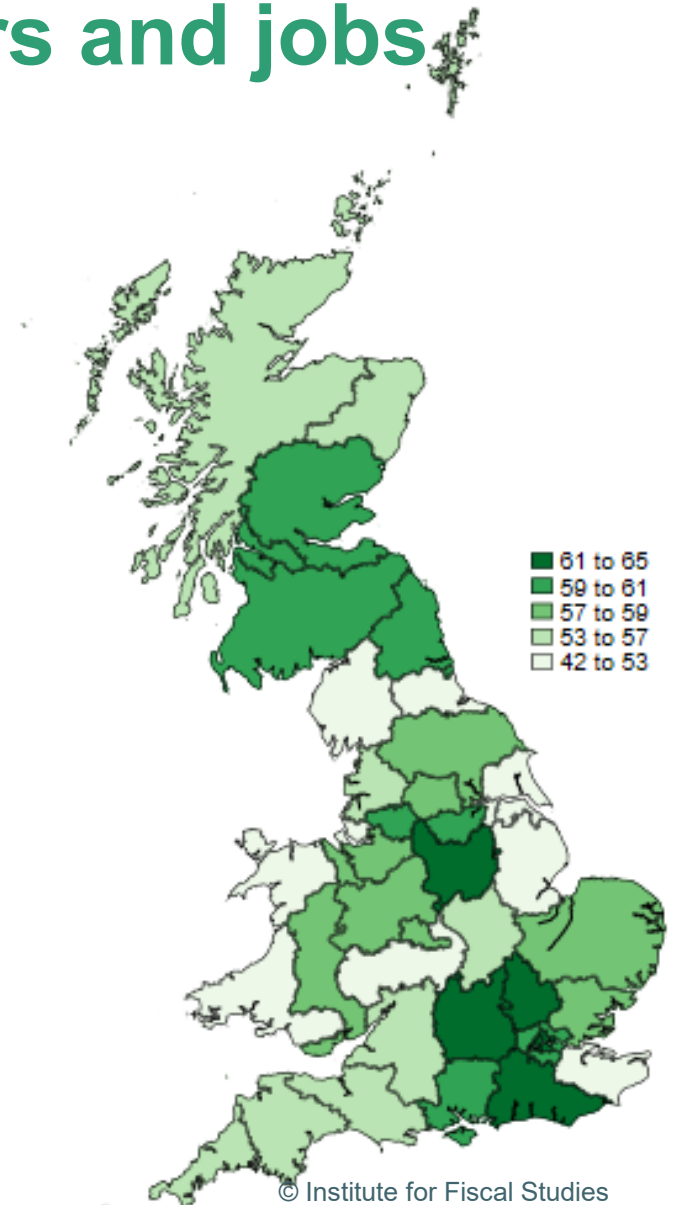 rs and jobs
61 to 65
59 to 61
57 to 59
53 to 57
42 to 53
© Institute for Fiscal Studies